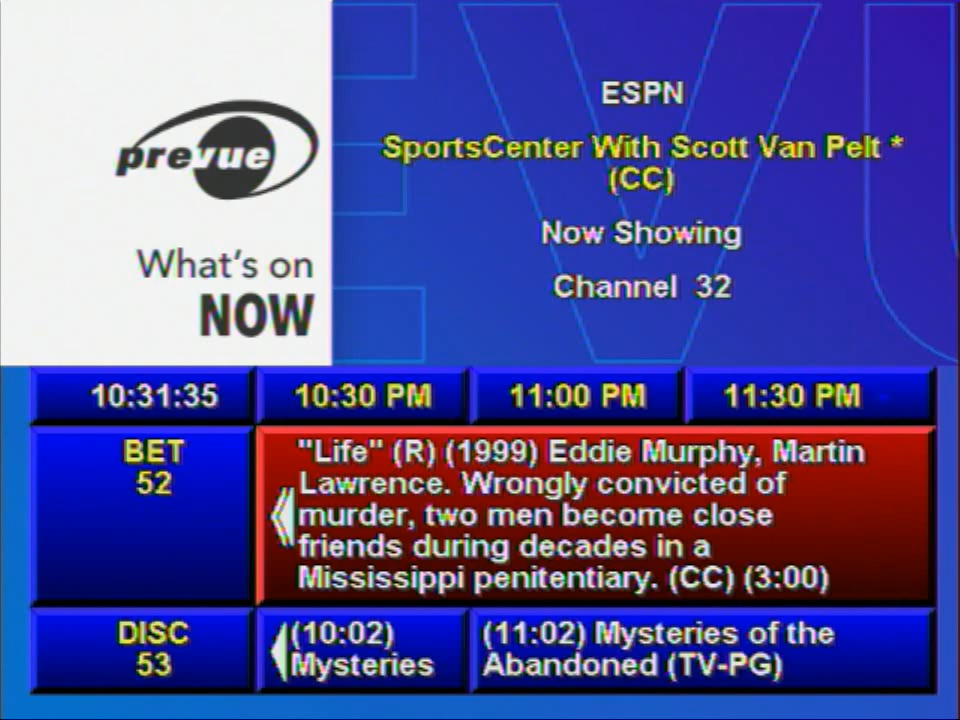 prevue
What's on
NOW
ESPN
SportsCenter With Scott Van Pelt *
(CC)
Now Showing
Channel 32
10:31:35 10:30 PM 11:00 PM 11:30 PM
BET
52
"Life" (R) (1999) Eddie Murphy, Martin
Lawrence. Wrongly convicted of
murder, two men become close
friends during decades in a
Mississippi penitentiary. (CC) (3:00)
DISC
53
(10:02)
Mysteries
(11:02) Mysteries of the
Abandoned (TV-PG)